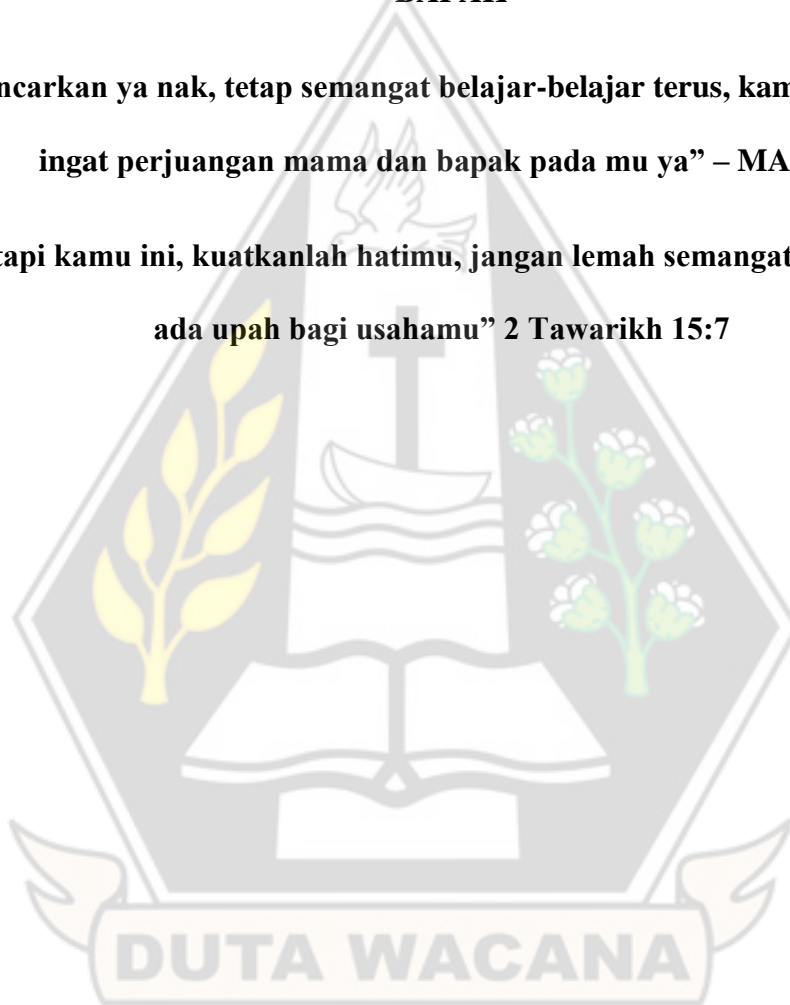 ncarkan ya nak, tetap semangat belajar-belajar terus, kam
ingat perjuangan mama dan bapak pada mu ya” – MA
tapi kamu ini, kuatkanlah hatimu, jangan lemah semangat
ada upah bagi usahamu” 2 Tawarikh 15:7
DUTA WACANA